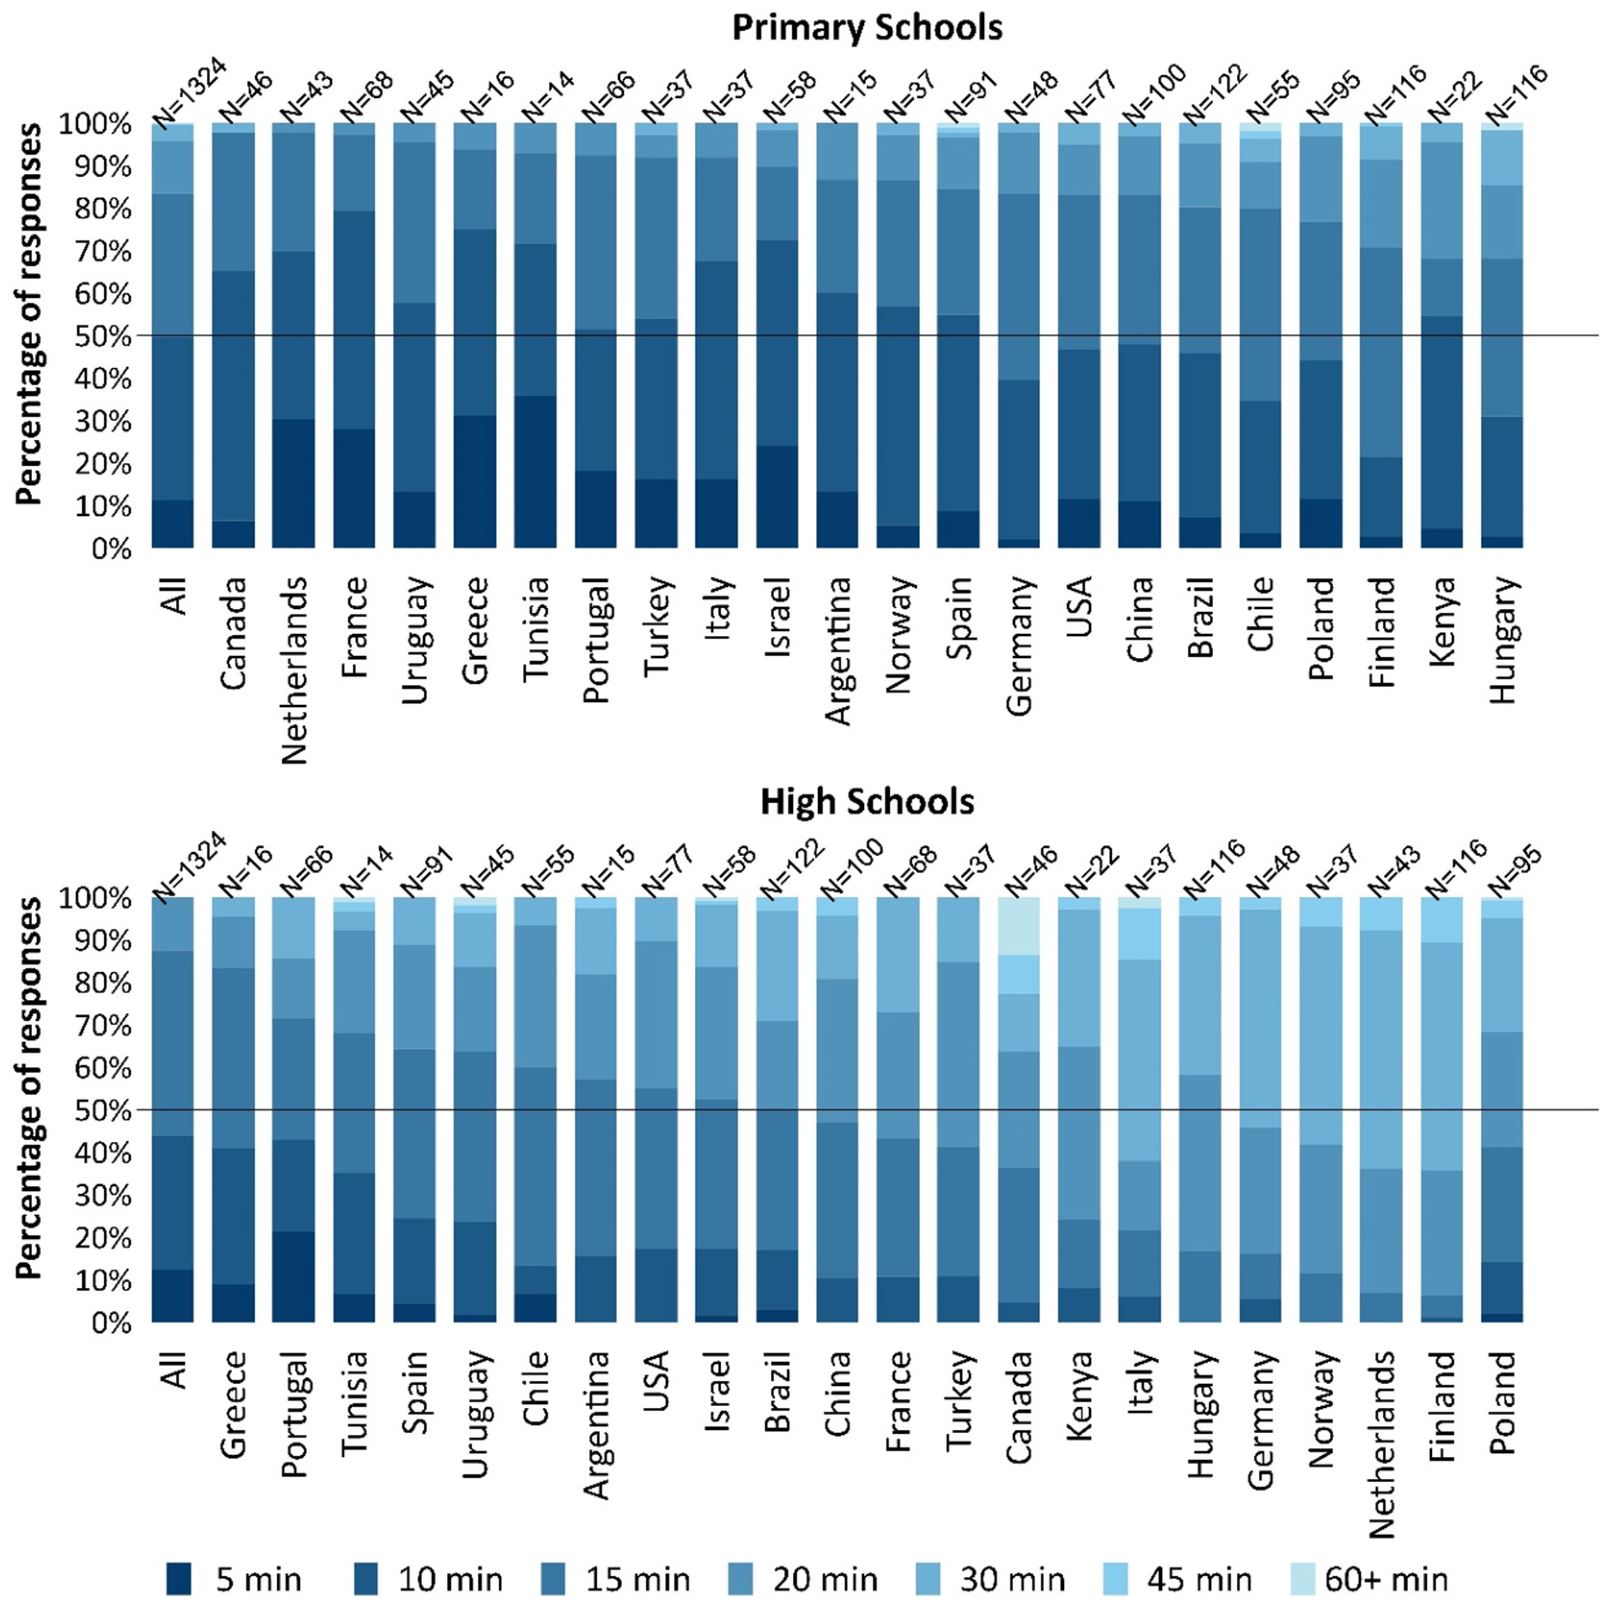 Primary Schools
N=1324 N=46 N=43 N=68 N=45 N=16 N=14 N=66 N=37 N=37 N=58 N=15 N=37 N=91 N=48 N=77 N=100 N=122 N=55 N=95 N=116 N=22 N=116
Percentage of responses
100%
90%
80%
70%
60%
50%
40%
30%
20%
10%
0%
All Canada Netherlands France Uruguay Greece Tunisia Portugal Turkey Italy Israel Argentina Norway Spain Germany USA China Brazil Chile Poland Finland Kenya Hungary
High Schools
N=1324 N=16 N=66 N=14 N=91 N=45 N=55 N=15 N=77 N=58 N=122 N=100 N=68 N=37 N=46 N=22 N=37 N=116 N=48 N=37 N=43 N=116 N=95
Percentage of responses
100%
90%
80%
70%
60%
50%
40%
30%
20%
10%
0%
All Greece Portugal Tunisia Spain Uruguay Chile Argentina USA Israel Brazil China France Turkey Canada Kenya Italy Hungary Germany Norway Netherlands Finland Poland
5 min 10 min 15 min 20 min 30 min 45 min 60+ min